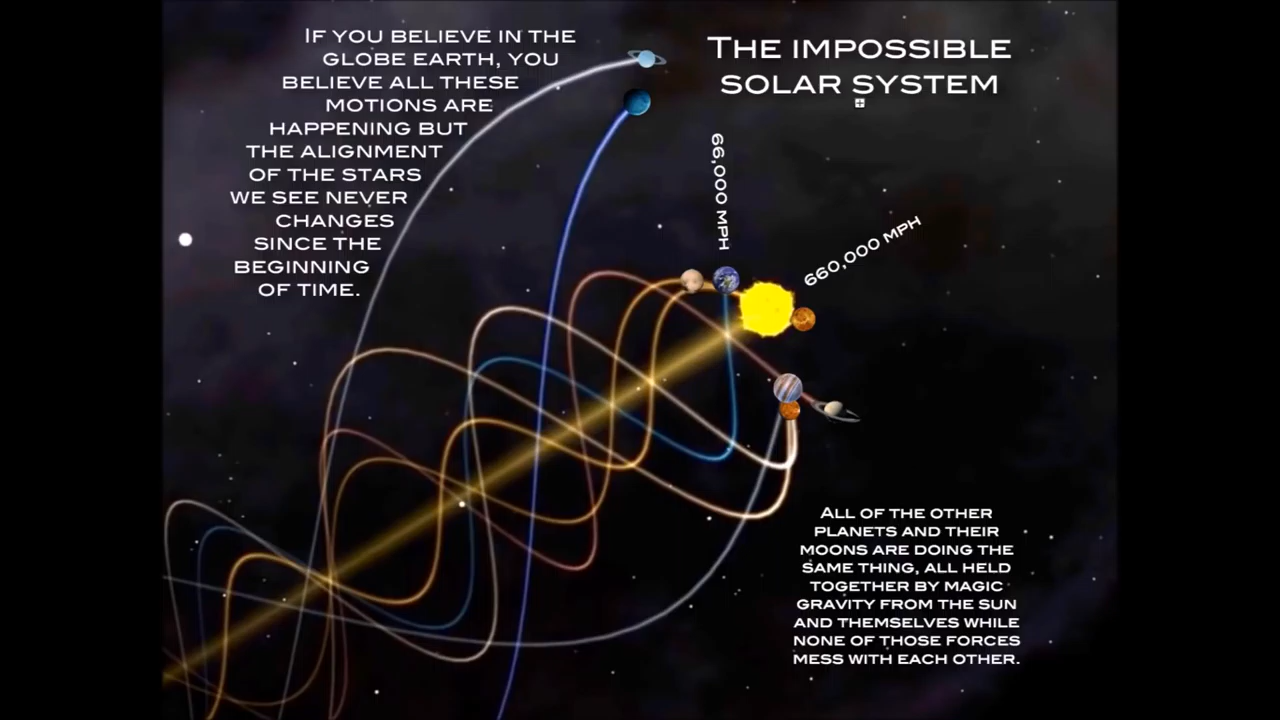 If you believe in the
globe Earth, you
believe all these
motions are
happening but
the alignment
of the stars
we see never
changes
since the
beginning
of time.
The impossible
solar system
66,000 mph
660,000 mph
All of the other
planets and their
moons are doing the
same thing, all held
together by magic
gravity from the sun
and themselves while
none of those forces
mess with each other.